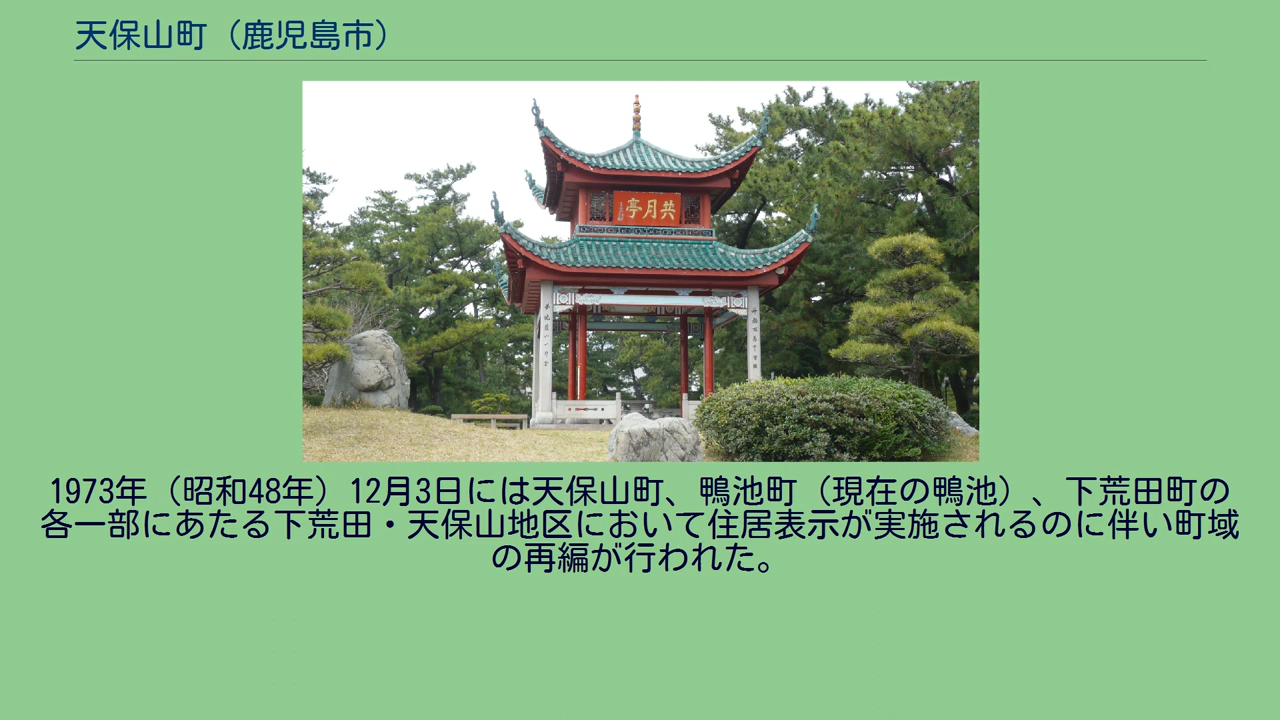 天保山町（鹿児島市）
共月亭
1973年（昭和48年）12月3日には天保山町、鴨池町（現在の鴨池）、下荒田町の
各一部にあたる下荒田・天保山地区において住居表示が実施されるのに伴い町域
の再編が行われた。